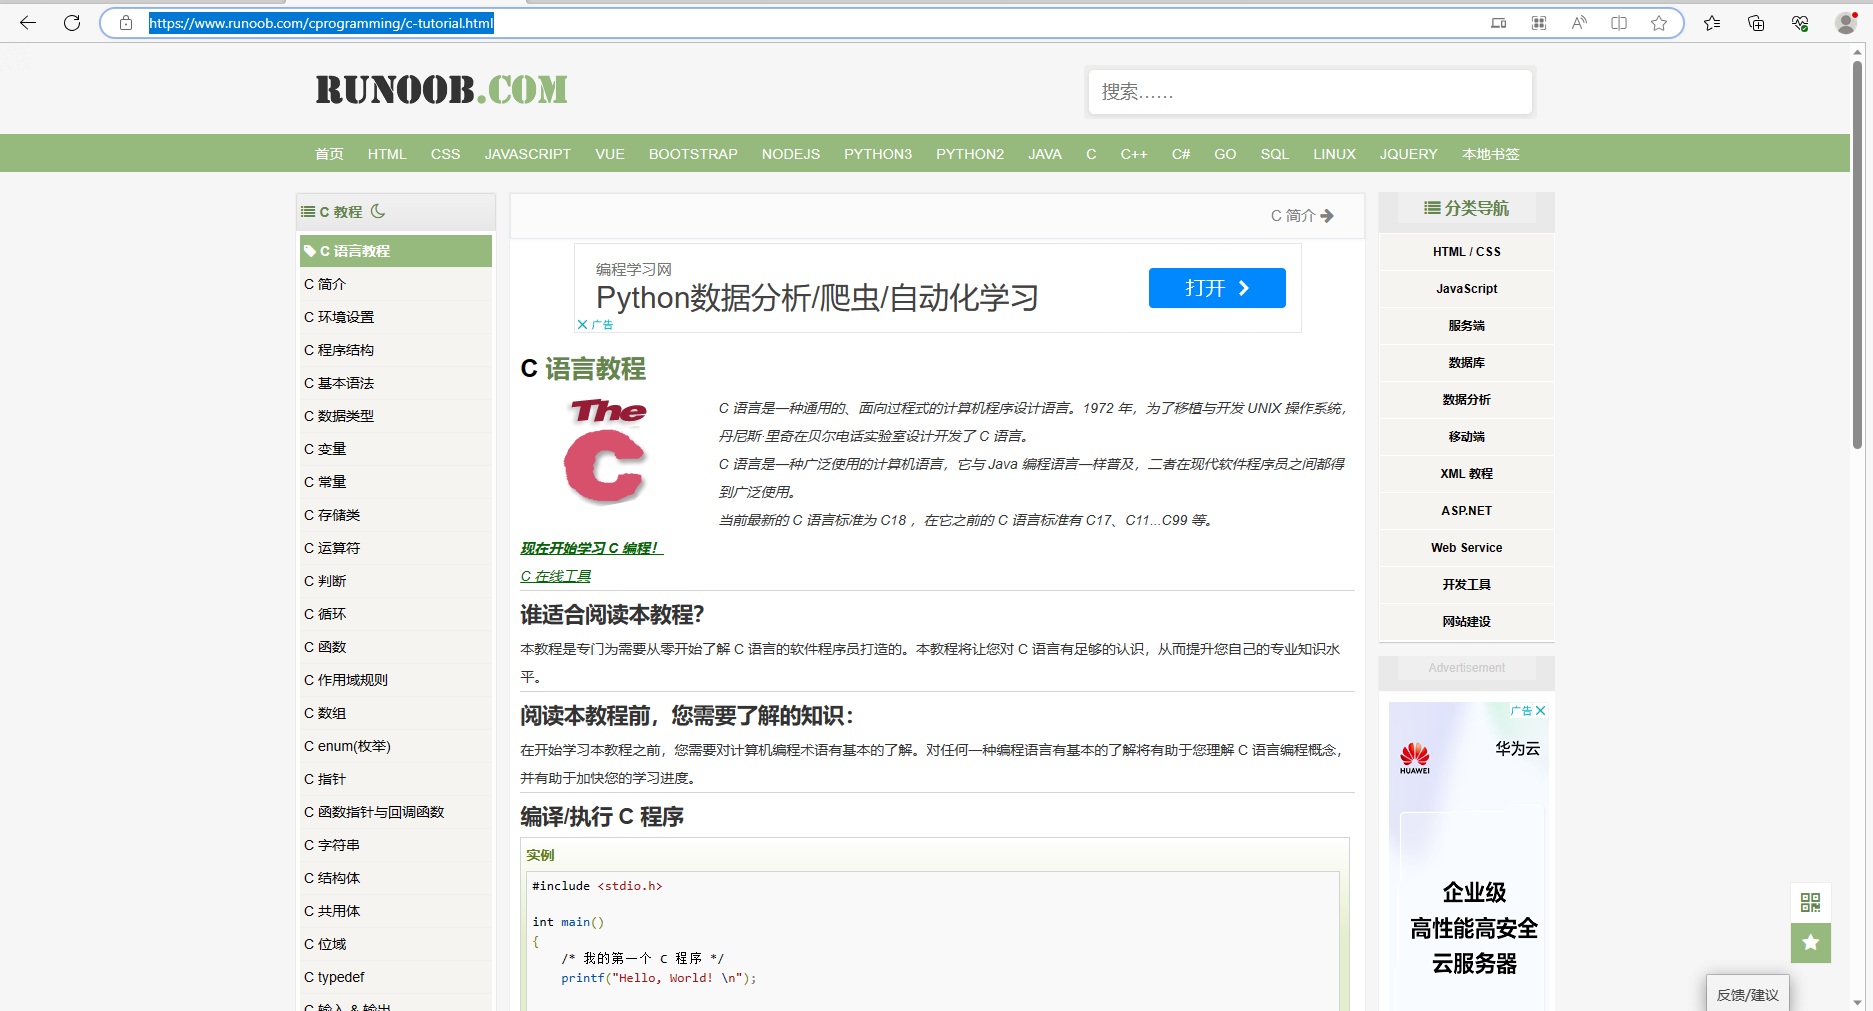 https://www.runoob.com/cprogramming/c-tutorial.html
RUNOOB.COM
搜索……
首页 HTML CSS JAVASCRIPT VUE BOOTSTRAP NODEJS PYTHON3 PYTHON2 JAVA C C++ C# GO SQL LINUX JQUERY 本地书签
C 教程
C 语言教程
C 简介
C 环境设置
C 程序结构
C 基本语法
C 数据类型
C 变量
C 常量
C 存储类
C 运算符
C 判断
C 循环
C 函数
C 作用域规则
C 数组
C enum(枚举)
C 指针
C 函数指针与回调函数
C 字符串
C 结构体
C 共用体
C 位域
C typedef
C 输入 & 输出
C 简介
编程学习网
Python数据分析/爬虫/自动化学习
打开
广告
C 语言教程
The
C
C 语言是一种通用的、面向过程式的计算机程序设计语言。1972 年，为了移植与开发 UNIX 操作系统，
丹尼斯·里奇在贝尔电话实验室设计开发了 C 语言。
C 语言是一种广泛使用的计算机语言，它与 Java 编程语言一样普及，二者在现代软件程序员之间都得
到广泛使用。
当前最新的 C 语言标准为 C18 ，在它之前的 C 语言标准有 C17、C11...C99 等。
现在开始学习 C 编程！
C 在线工具
谁适合阅读本教程？
本教程是专门为需要从零开始了解 C 语言的软件程序员打造的。本教程将让您对 C 语言有足够的认识，从而提升您自己的专业知识水
平。
阅读本教程前，您需要了解的知识：
在开始学习本教程之前，您需要对计算机编程术语有基本的了解。对任何一种编程语言有基本的了解将有助于您理解 C 语言编程概念，
并有助于加快您的学习进度。
编译/执行 C 程序
实例
#include <stdio.h>
int main()
{
/* 我的第一个 C 程序 */
printf("Hello, World! \n");
分类导航
HTML / CSS
JavaScript
服务端
数据库
数据分析
移动端
XML 教程
ASP.NET
Web Service
开发工具
网站建设
Advertisement
广告
HUAWEI
华为云
企业级
高性能高安全
云服务器
反馈/建议